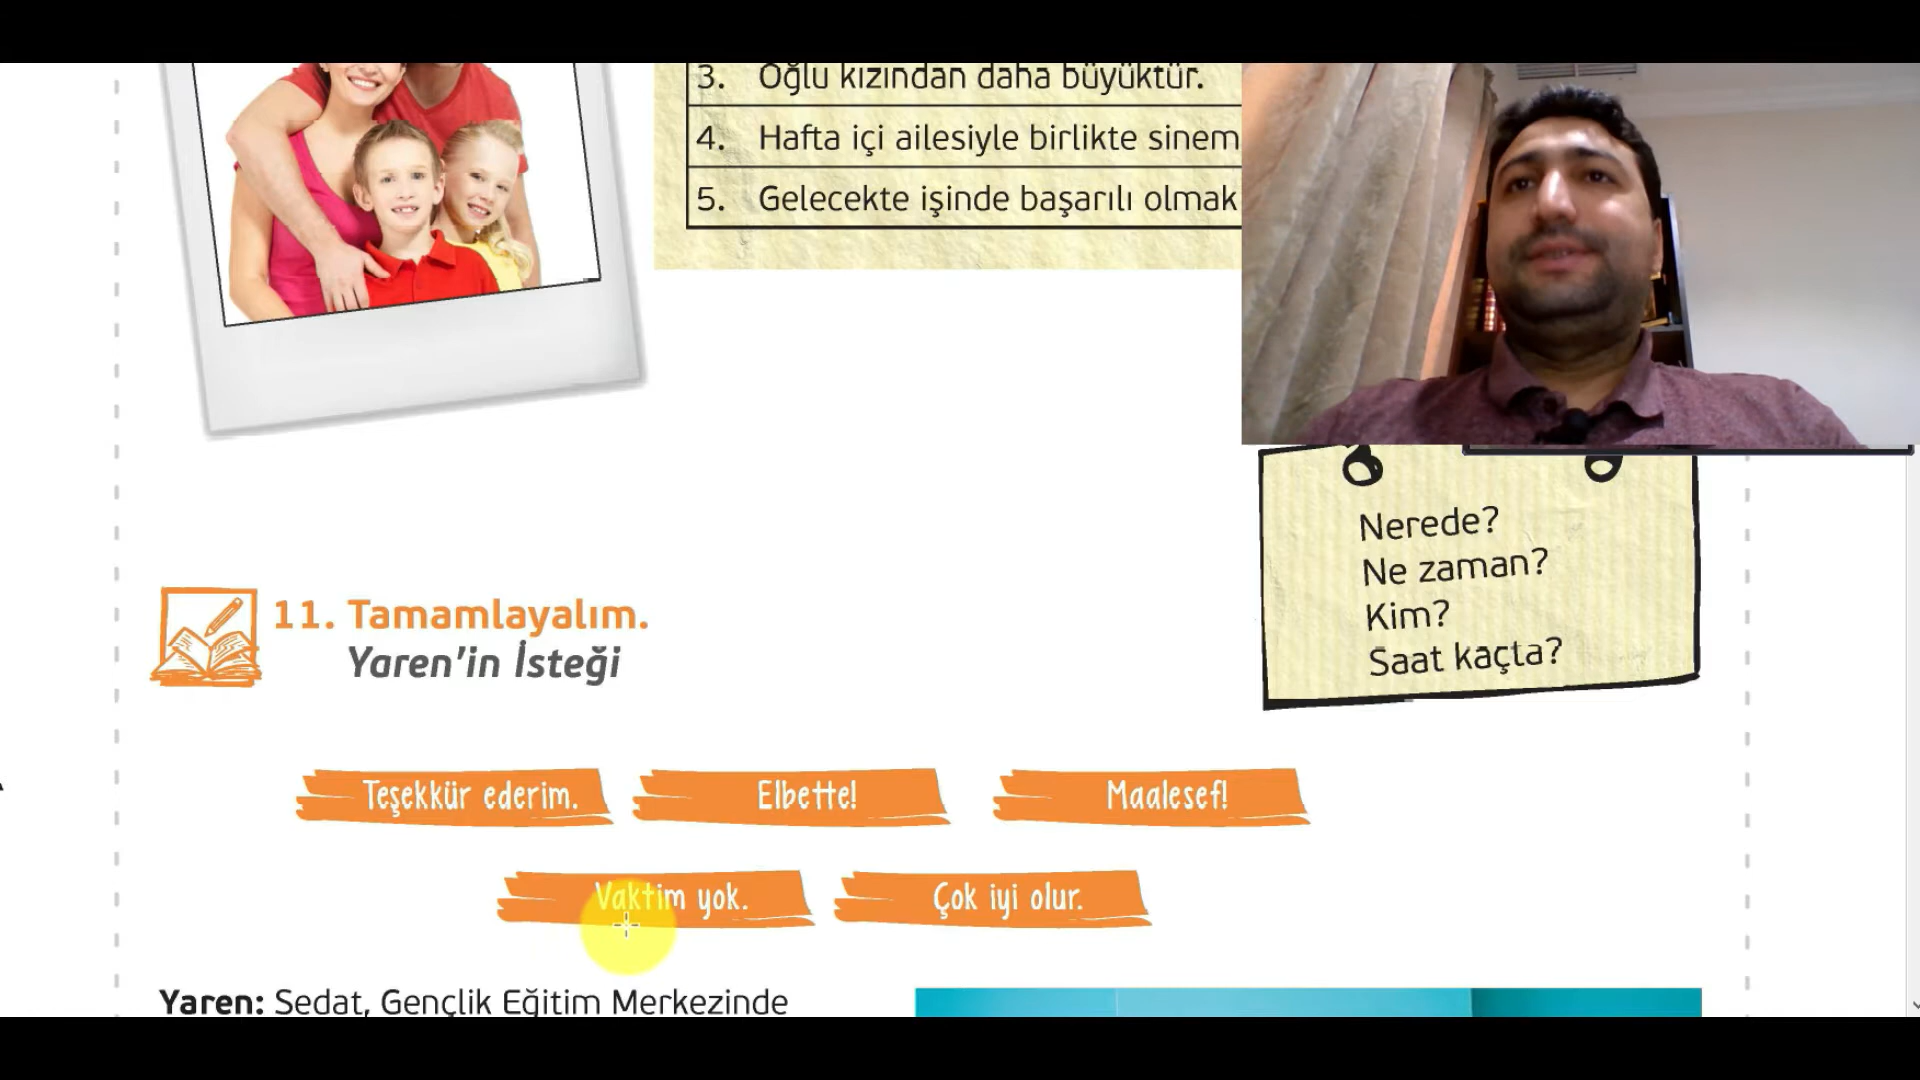 3. Oğlu kızından daha büyüktür.
4. Hafta içi ailesiyle birlikte sinem
5. Gelecekte işinde başarılı olmak
Nerede?
Ne zaman?
Kim?
Saat kaçta?
11. Tamamlayalım.
Yaren'in İsteği
Teşekkür ederim.
Elbette!
Maalesef!
Vaktim yok.
Çok iyi olur.
Yaren: Sedat, Gençlik Eğitim Merkezinde